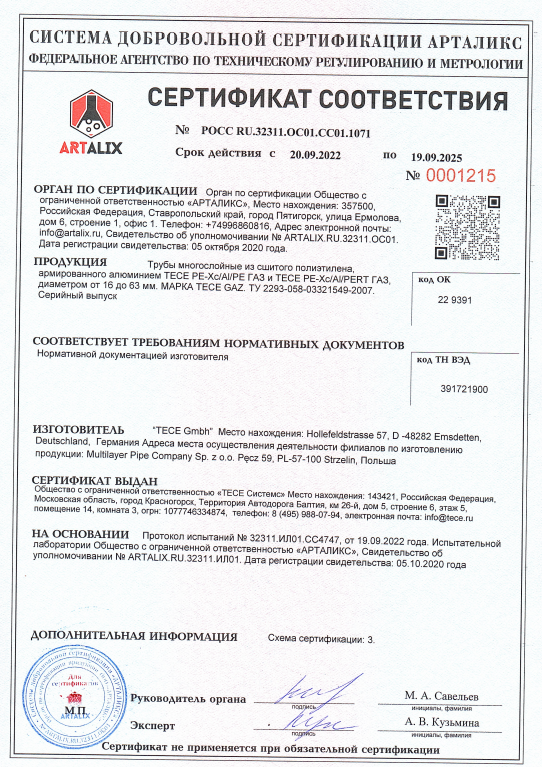 СИСТЕМА ДОБРОВОЛЬНОЙ СЕРТИФИКАЦИИ АРТАЛИКС
ФЕДЕРАЛЬНОЕ АГЕНТСТВО ПО ТЕХНИЧЕСКОМУ РЕГУЛИРОВАНИЮ И МЕТРОЛОГИИ
СЕРТИФИКАТ СООТВЕТСТВИЯ
ARTALIX
№ РОСС RU.32311.ОС01.СС01.1071
Срок действия с 20.09.2022 по 19.09.2025
№ 0001215
ОРГАН ПО СЕРТИФИКАЦИИ Орган по сертификации Общество с
ограниченной ответственностью «АРТАЛИКС», Место нахождения: 357500,
Российская Федерация, Ставропольский край, город Пятигорск, улица Ермолова,
дом 6, строение 1, офис 1. Телефон: +74996860816, Адрес электронной почты:
info@artalix.ru, Свидетельство об уполномочивании № ARTALIX.RU.32311.ОС01.
Дата регистрации свидетельства: 05 октября 2020 года.
ПРОДУКЦИЯ Трубы многослойные из сшитого полиэтилена,
армированного алюминием TECE PE-Xc/Al/PE ГАЗ и TECE PE-Xc/Al/PERT ГАЗ,
диаметром от 16 до 63 мм. МАРКА TECE GAZ. ТУ 2293-058-03321549-2007.
Серийный выпуск
код ОК
22 9391
СООТВЕТСТВУЕТ ТРЕБОВАНИЯМ НОРМАТИВНЫХ ДОКУМЕНТОВ
Нормативной документацией изготовителя
код ТН ВЭД
391721900
ИЗГОТОВИТЕЛЬ "TECE Gmbh" Место нахождения: Hollefeldstrasse 57, D -48282 Emsdetten,
Deutschland, Германия Адреса места осуществления деятельности филиалов по изготовлению
продукции: Multilayer Pipe Company Sp. z o.o. Pęcz 59, PL-57-100 Strzelin, Польша
СЕРТИФИКАТ ВЫДАН
Общество с ограниченной ответственностью «ТЕСЕ Системс» Место нахождения: 143421, Российская Федерация,
Московская область, город Красногорск, Территория Автодорога Балтия, км 26-й, дом 5, строение 6, этаж 5,
помещение 14, комната 3, огрн: 1077746334874, телефон: 8 (495) 988-07-94, электронная почта: info@tece.ru
НА ОСНОВАНИИ Протокол испытаний № 32311.ИЛ01.СС4747, от 19.09.2022 года. Испытательной
лаборатории Общество с ограниченной ответственностью «АРТАЛИКС», Свидетельство об
уполномочивании № ARTALIX.RU.32311.ИЛ01. Дата регистрации свидетельства: 05.10.2020 года
ДОПОЛНИТЕЛЬНАЯ ИНФОРМАЦИЯ Схема сертификации: 3.
Для
сертификатов
М.П.
ARTALIX
Руководитель органа
подпись
М. А. Савельев
инициалы, фамилия
Эксперт
подпись
А. В. Кузьмина
инициалы, фамилия
Сертификат не применяется при обязательной сертификации